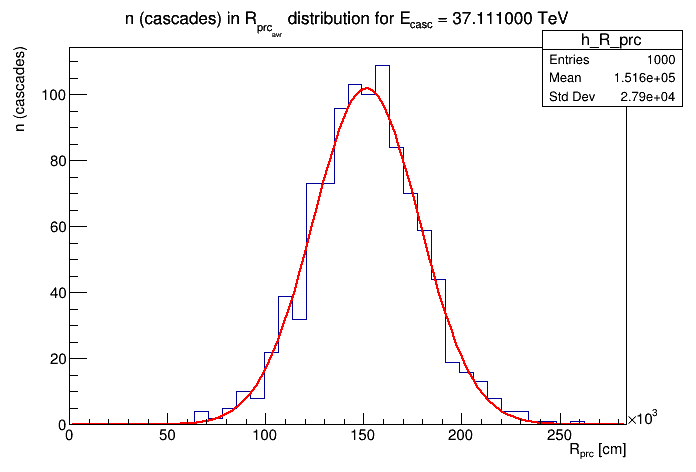 n (cascades) in R_prc_avr distribution for E_casc = 37.111000 TeV
h_R_prc
Entries 1000
Mean 1.516e+05
Std Dev 2.79e+04
n (cascades)
100
80
60
40
20
0
0 50 100 150 200 250
×10³
R_prc [cm]